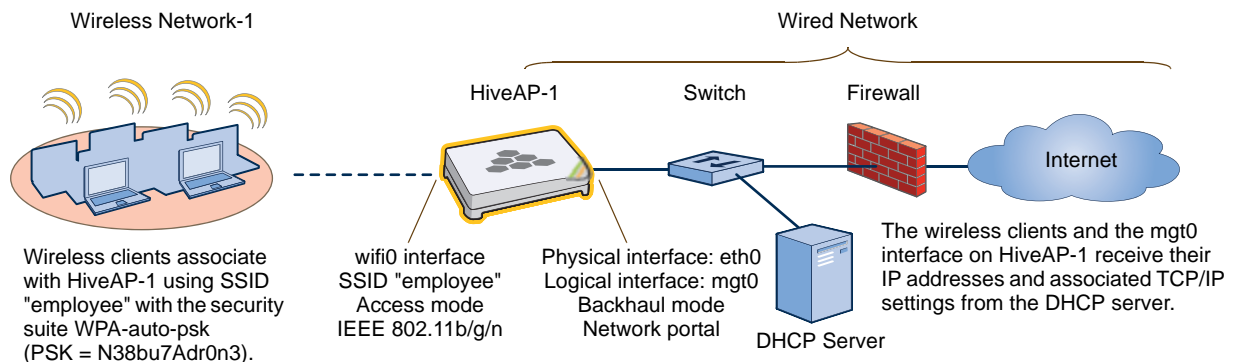 Wireless Network-1
Wired Network
HiveAP-1
Switch
Firewall
Internet
Wireless clients associate
with HiveAP-1 using SSID
"employee" with the security
suite WPA-auto-psk
(PSK = N38bu7Adr0n3).
wifi0 interface
SSID "employee"
Access mode
IEEE 802.11b/g/n
Physical interface: eth0
Logical interface: mgt0
Backhaul mode
Network portal
DHCP Server
The wireless clients and the mgt0
interface on HiveAP-1 receive their
IP addresses and associated TCP/IP
settings from the DHCP server.